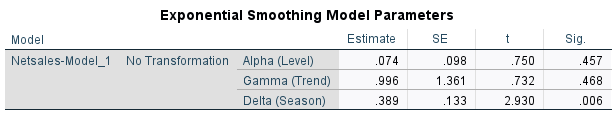 Exponential Smoothing Model Parameters
Model Estimate SE t Sig.
Netsales-Model_1 No Transformation Alpha (Level) .074 .098 .750 .457
Gamma (Trend) .996 1.361 .732 .468
Delta (Season) .389 .133 2.930 .006